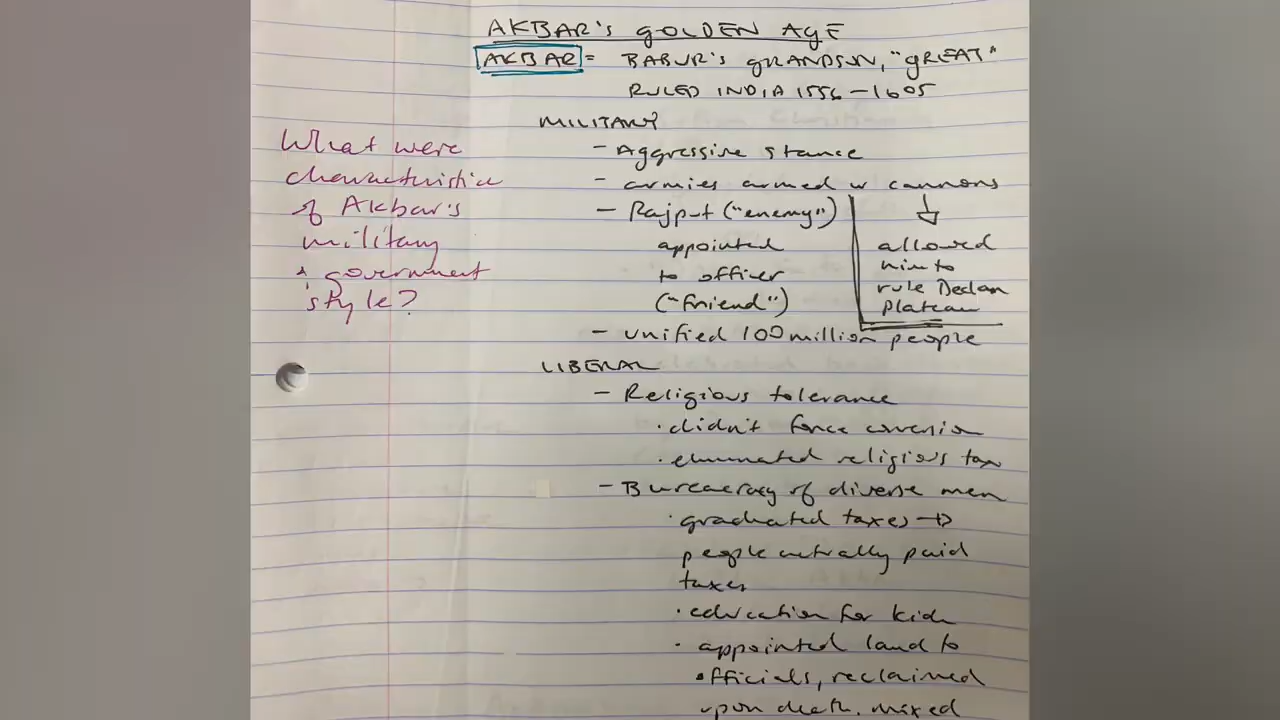 AKBAR's gOLDEN AgE
AKBAR = BABUR's gRANDSON, "gREAT"
RULED INDIA 1556-1605
MILITARY
- Aggressive stance
- armies armed w cannons
- Rajput ("enemy")
appointed
to officer
("friend")
allowed
him to
rule Deccan
Plateau
- unified 100 million people
What were
characteristics
of Akbar's
military
& government
style?
LIBERAL
- Religious tolerance
· didn't force conversion
· eliminated religious tax
- Bureaucracy of diverse men
· graduated taxes →
people actually paid
taxes
· education for kids
· appointed land to
officials, reclaimed
upon death, mixed